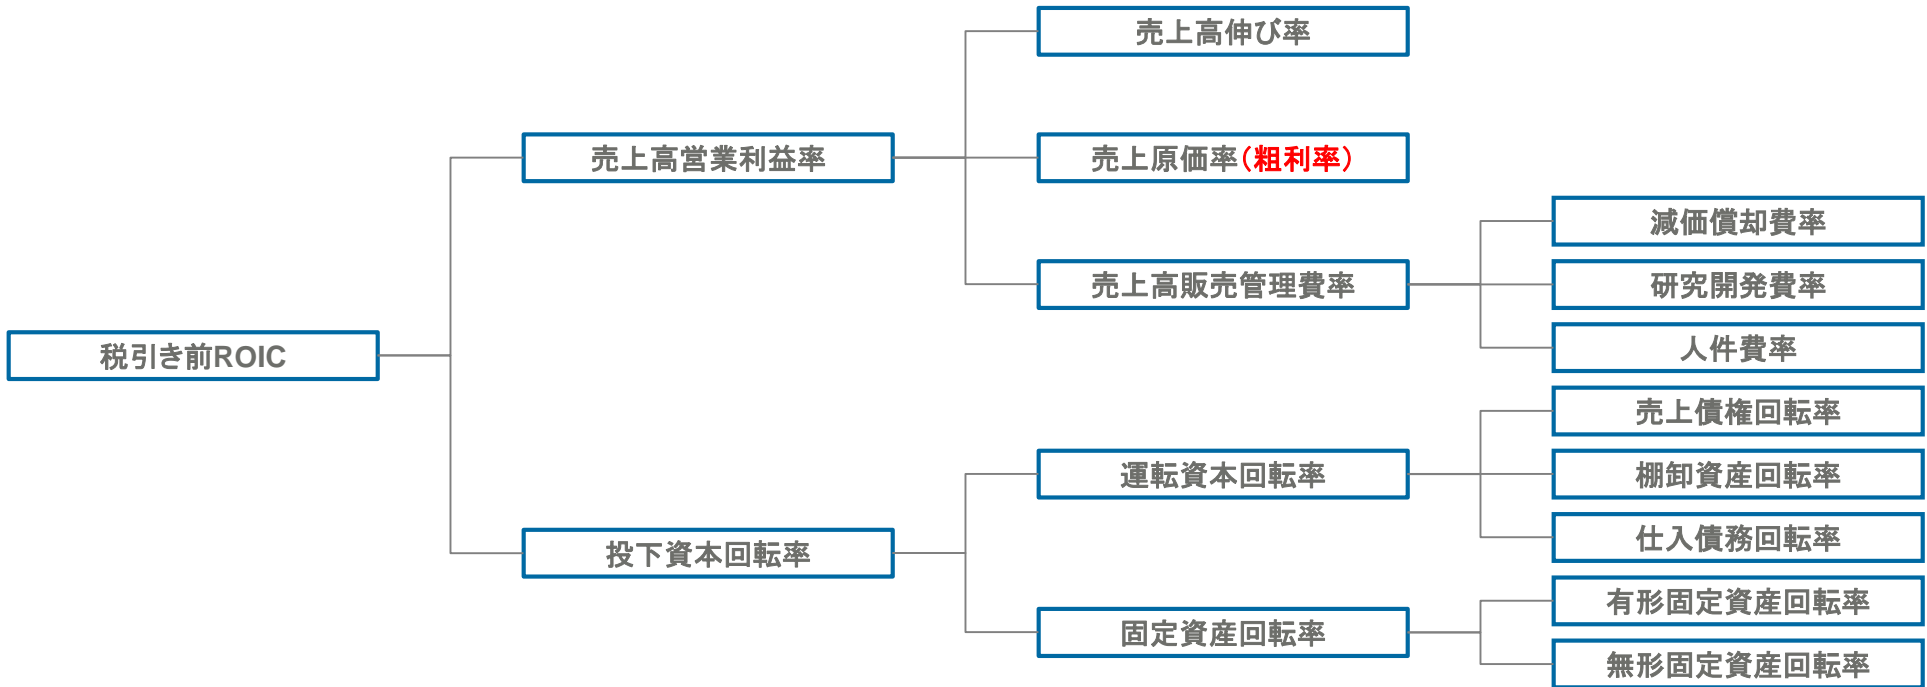 売上高伸び率
売上高営業利益率
売上原価率(粗利率)
減価償却費率
売上高販売管理費率
研究開発費率
人件費率
税引き前ROIC
売上債権回転率
運転資本回転率
棚卸資産回転率
仕入債務回転率
投下資本回転率
有形固定資産回転率
固定資産回転率
無形固定資産回転率